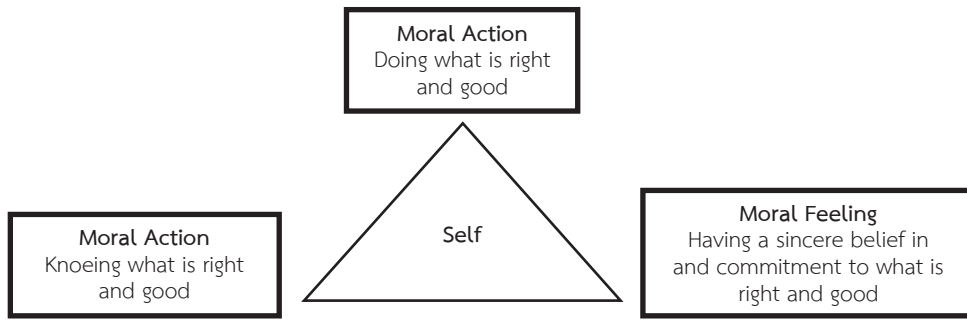 Moral Action
Doing what is right
and good
Self
Moral Action
Knoeing what is right
and good
Moral Feeling
Having a sincere belief in
and commitment to what is
right and good